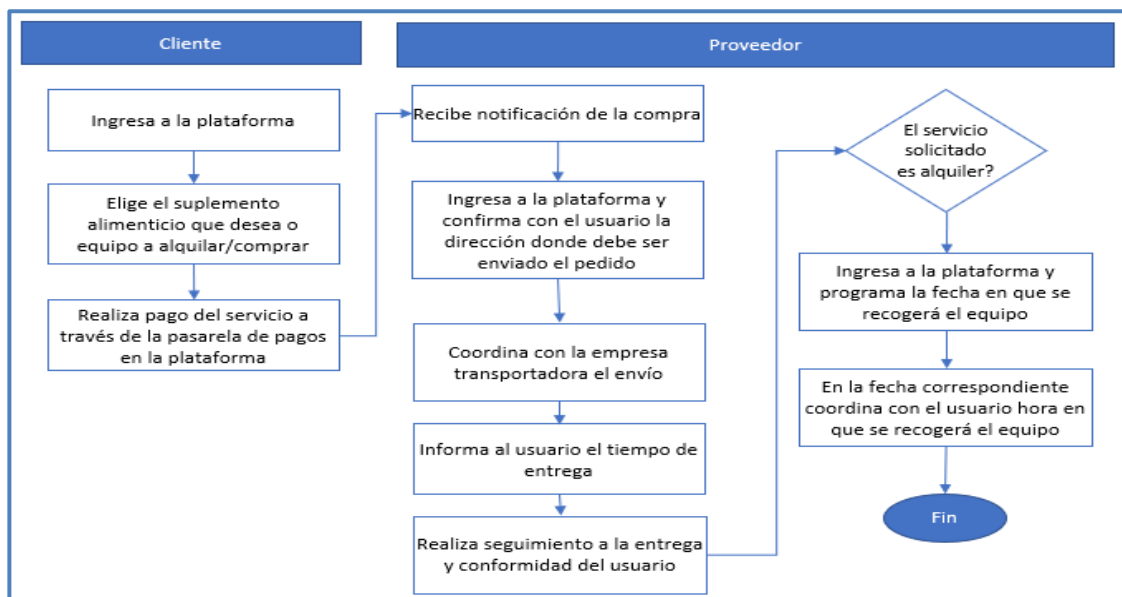 Cliente
Proveedor
Ingresa a la plataforma
Elige el suplemento
alimenticio que desea o
equipo a alquilar/comprar
Realiza pago del servicio a
través de la pasarela de pagos
en la plataforma
Recibe notificación de la compra
Ingresa a la plataforma y
confirma con el usuario la
dirección donde debe ser
enviado el pedido
Coordina con la empresa
transportadora el envío
Informa al usuario el tiempo de
entrega
Realiza seguimiento a la entrega
y conformidad del usuario
El servicio
solicitado
es alquiler?
Ingresa a la plataforma y
programa la fecha en que se
recogerá el equipo
En la fecha correspondiente
coordina con el usuario hora en
que se recogerá el equipo
Fin